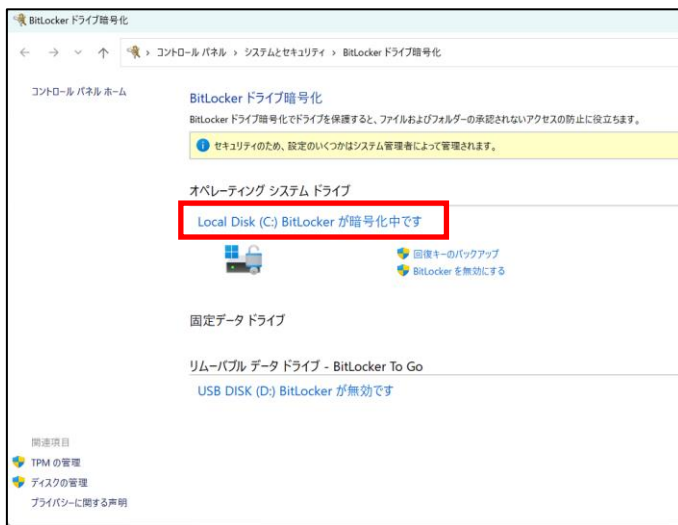 BitLocker ドライブ暗号化
コントロール パネル › システムとセキュリティ › BitLocker ドライブ暗号化
コントロール パネル ホーム
BitLocker ドライブ暗号化
BitLocker ドライブ暗号化でドライブを保護すると、ファイルおよびフォルダーの承認されないアクセスの防止に役立ちます。
セキュリティのため、設定のいくつかはシステム管理者によって管理されます。
オペレーティング システム ドライブ
Local Disk (C:) BitLocker が暗号化中です
回復キーのバックアップ
BitLocker を無効にする
固定データ ドライブ
リムーバブル データ ドライブ - BitLocker To Go
USB DISK (D:) BitLocker が無効です
関連項目
TPM の管理
ディスクの管理
プライバシーに関する声明